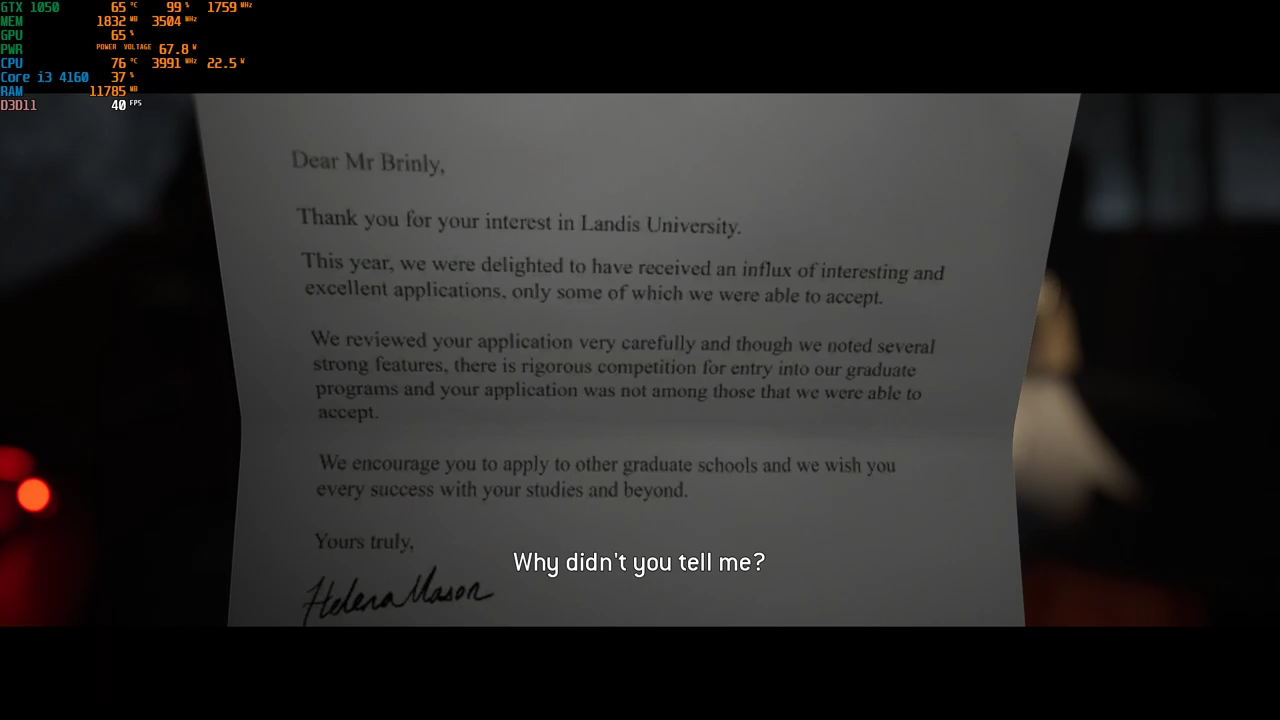 GTX 1050 65 °C 99 % 1759 MHz
MEM 1832 MB 3504 MHz
GPU 65 %
PWR POWER VOLTAGE 67.8 W
CPU 76 °C 3991 MHz 22.5 W
Core i3 4160 37 %
RAM 11785 MB
D3D11 40 FPS
Dear Mr Brinly,
Thank you for your interest in Landis University.
This year, we were delighted to have received an influx of interesting and
excellent applications, only some of which we were able to accept.
We reviewed your application very carefully and though we noted several
strong features, there is rigorous competition for entry into our graduate
programs and your application was not among those that we were able to
accept.
We encourage you to apply to other graduate schools and we wish you
every success with your studies and beyond.
Yours truly,
Why didn't you tell me?
Helena Mason